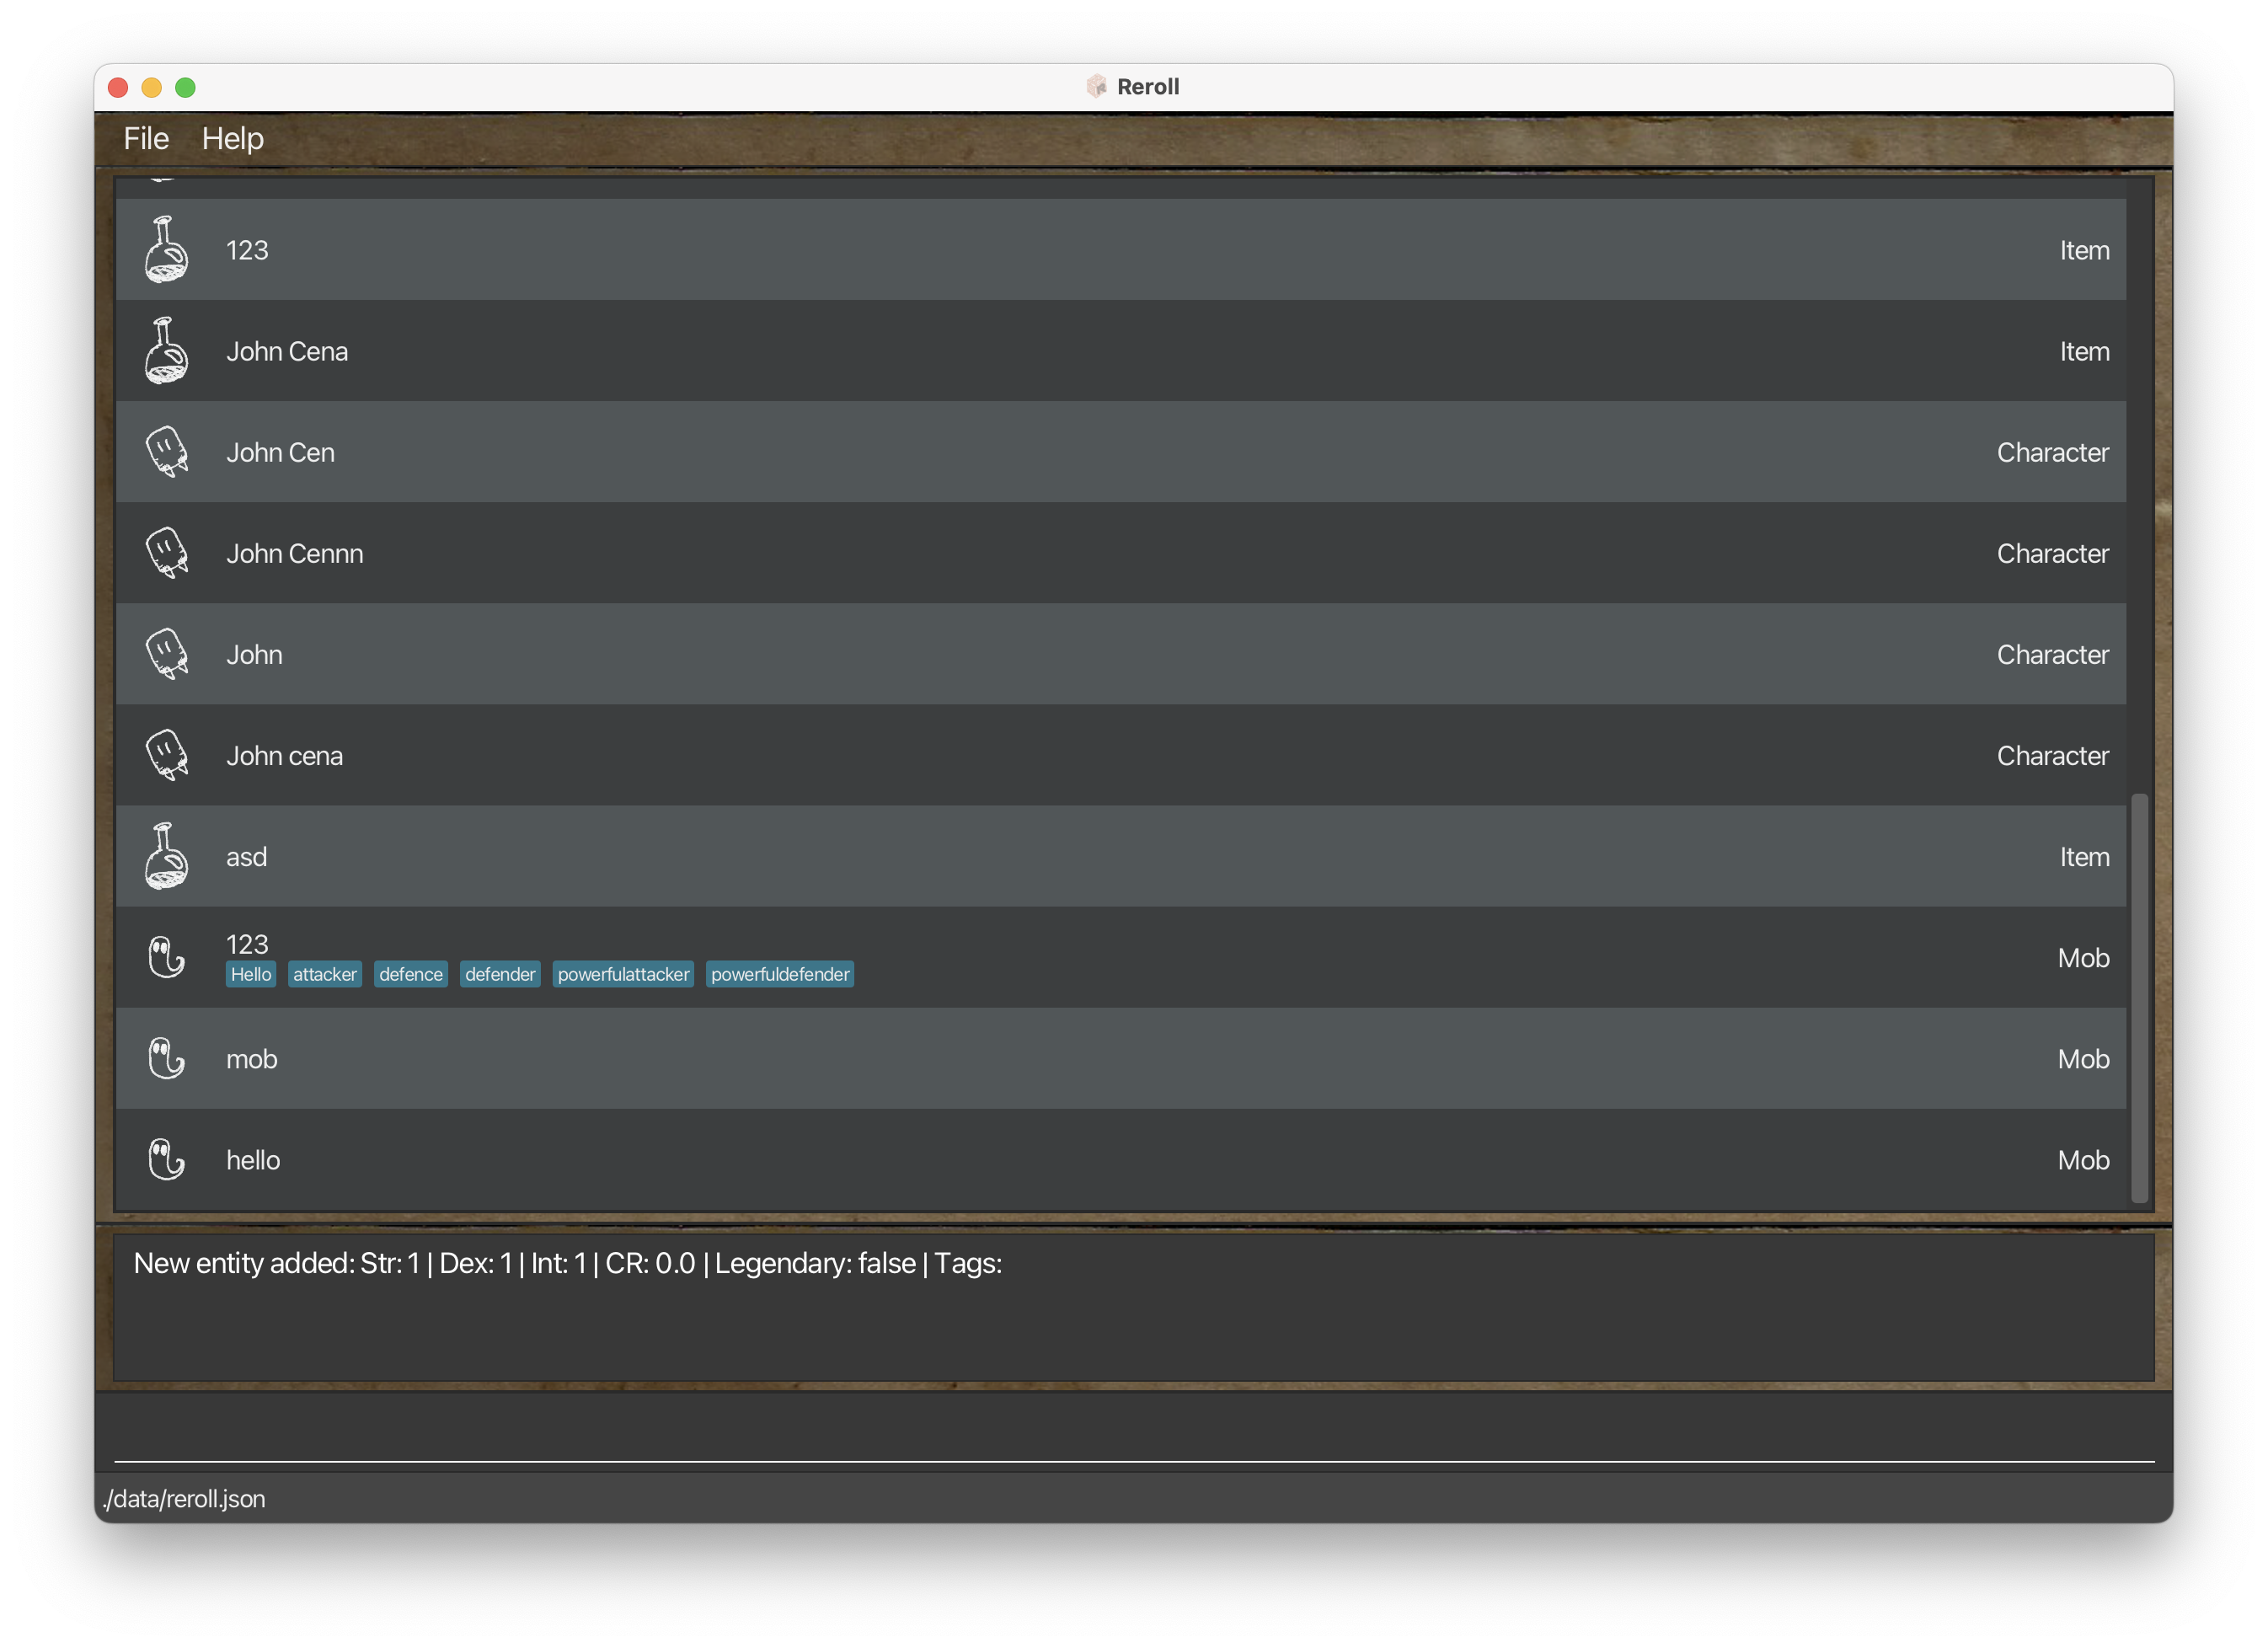 Reroll
File Help
123 Item
John Cena Item
John Cen Character
John Cennn Character
John Character
John cena Character
asd Item
123
Hello attacker defence defender powerfulattacker powerfuldefender Mob
mob Mob
hello Mob
New entity added: Str: 1 | Dex: 1 | Int: 1 | CR: 0.0 | Legendary: false | Tags:
./data/reroll.json